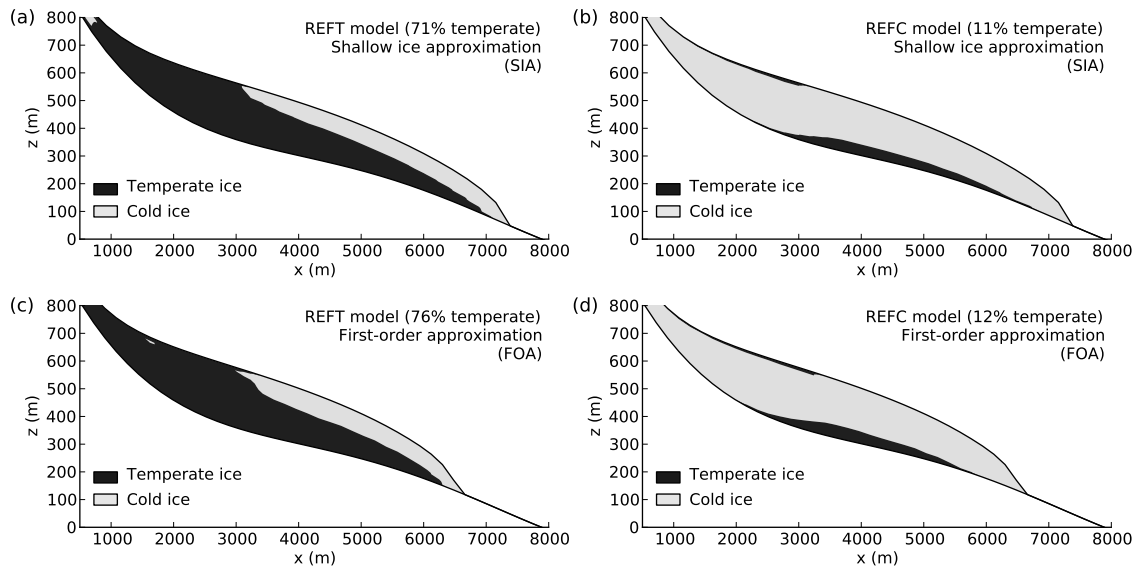 (a)
REFT model (71% temperate)
Shallow ice approximation
(SIA)
800
700
600
500
400
300
200
100
0
z (m)
Temperate ice
Cold ice
1000 2000 3000 4000 5000 6000 7000 8000
x (m)
(b)
REFC model (11% temperate)
Shallow ice approximation
(SIA)
800
700
600
500
400
300
200
100
0
z (m)
Temperate ice
Cold ice
1000 2000 3000 4000 5000 6000 7000 8000
x (m)
(c)
REFT model (76% temperate)
First-order approximation
(FOA)
800
700
600
500
400
300
200
100
0
z (m)
Temperate ice
Cold ice
1000 2000 3000 4000 5000 6000 7000 8000
x (m)
(d)
REFC model (12% temperate)
First-order approximation
(FOA)
800
700
600
500
400
300
200
100
0
z (m)
Temperate ice
Cold ice
1000 2000 3000 4000 5000 6000 7000 8000
x (m)